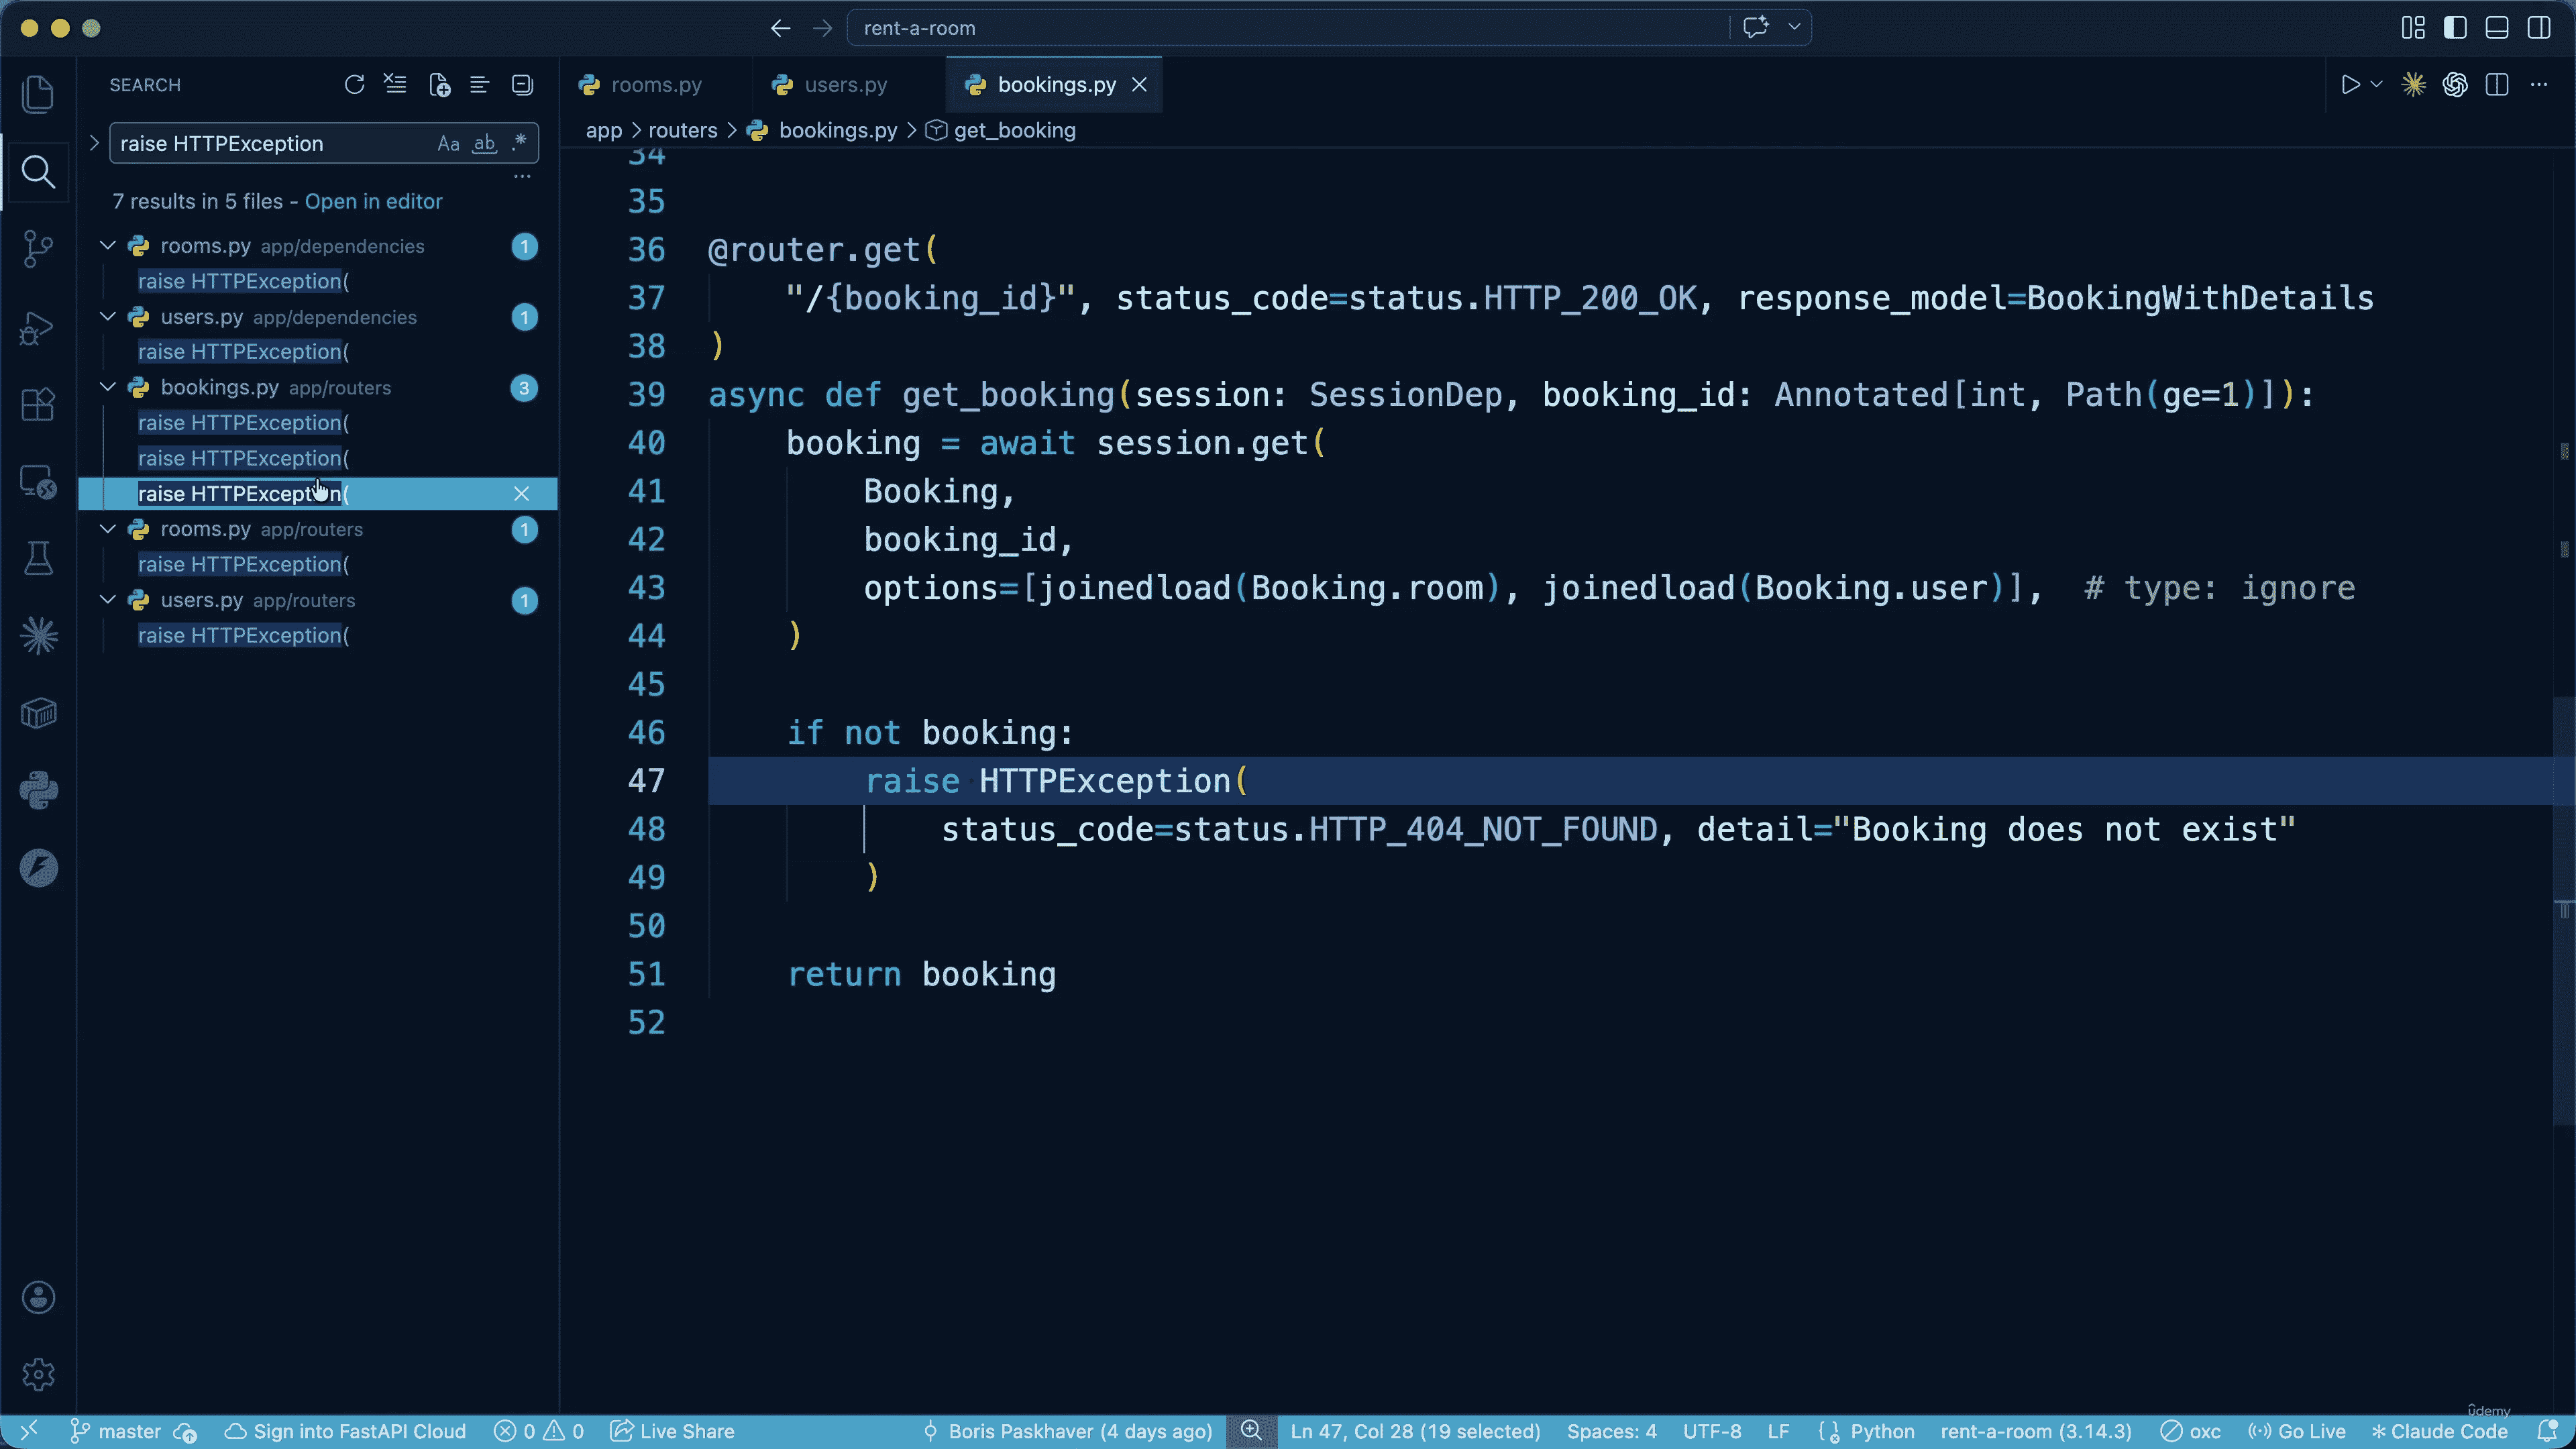 rent-a-room
SEARCH
rooms.py
users.py
bookings.py
raise HTTPException
Aa ab .*
app > routers > bookings.py > get_booking
7 results in 5 files - Open in editor
rooms.py app/dependencies 1
raise HTTPException(
users.py app/dependencies 1
raise HTTPException(
bookings.py app/routers 3
raise HTTPException(
raise HTTPException(
raise HTTPException(
rooms.py app/routers 1
raise HTTPException(
users.py app/routers 1
raise HTTPException(
34
35
36 @router.get(
37 "/{booking_id}", status_code=status.HTTP_200_OK, response_model=BookingWithDetails
38 )
39 async def get_booking(session: SessionDep, booking_id: Annotated[int, Path(ge=1)]):
40 booking = await session.get(
41 Booking,
42 booking_id,
43 options=[joinedload(Booking.room), joinedload(Booking.user)], # type: ignore
44 )
45
46 if not booking:
47 raise HTTPException(
48 status_code=status.HTTP_404_NOT_FOUND, detail="Booking does not exist"
49 )
50
51 return booking
52
udemy
master Sign into FastAPI Cloud 0 0 Live Share Boris Paskhaver (4 days ago) Ln 47, Col 28 (19 selected) Spaces: 4 UTF-8 LF Python rent-a-room (3.14.3) oxc Go Live Claude Code